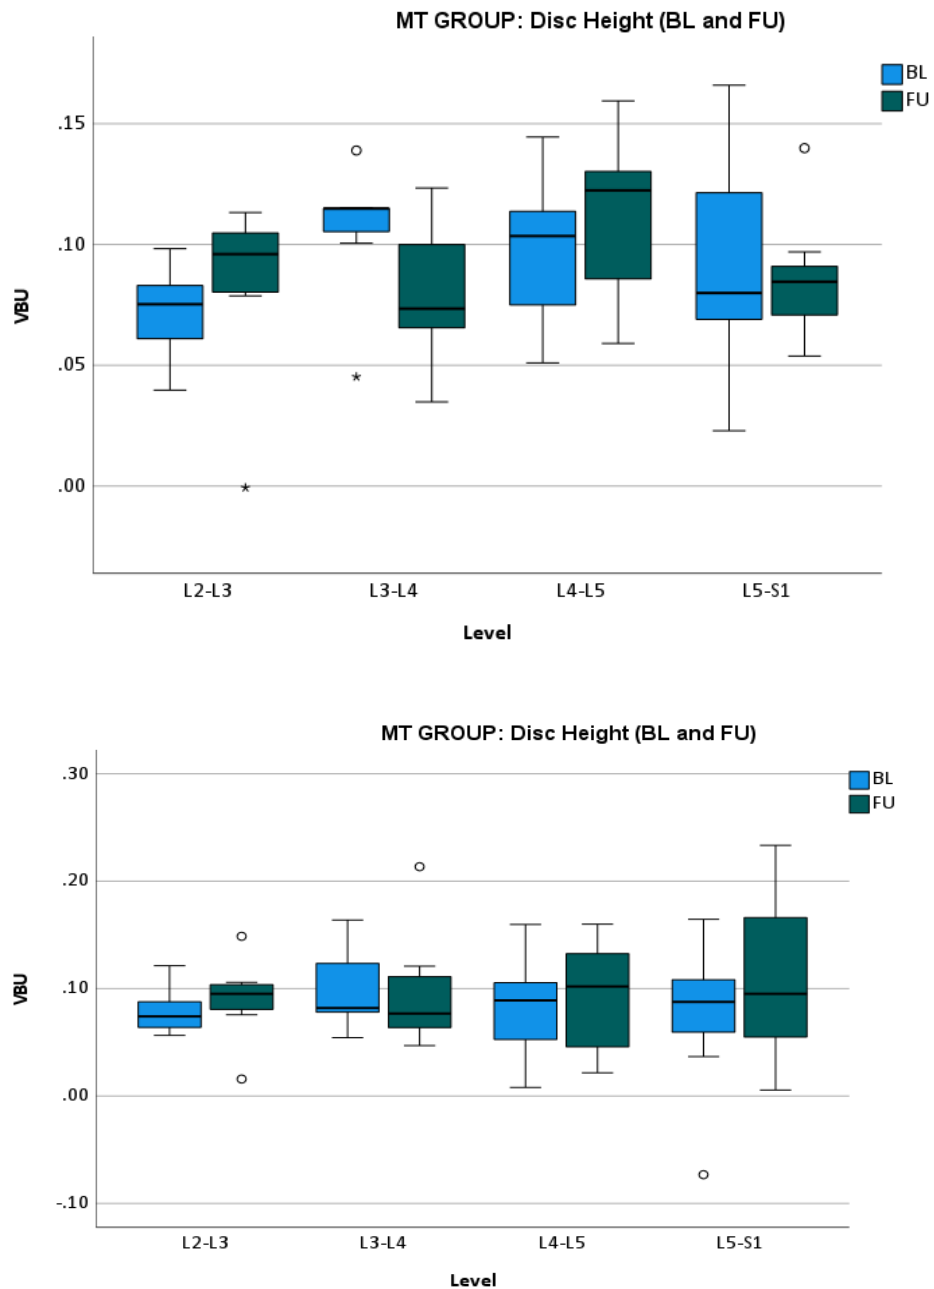 MT GROUP: Disc Height (BL and FU)
BL
FU
.15
.10
.05
.00
VBU
L2-L3 L3-L4 L4-L5 L5-S1
Level
MT GROUP: Disc Height (BL and FU)
BL
FU
.30
.20
.10
.00
-.10
VBU
L2-L3 L3-L4 L4-L5 L5-S1
Level